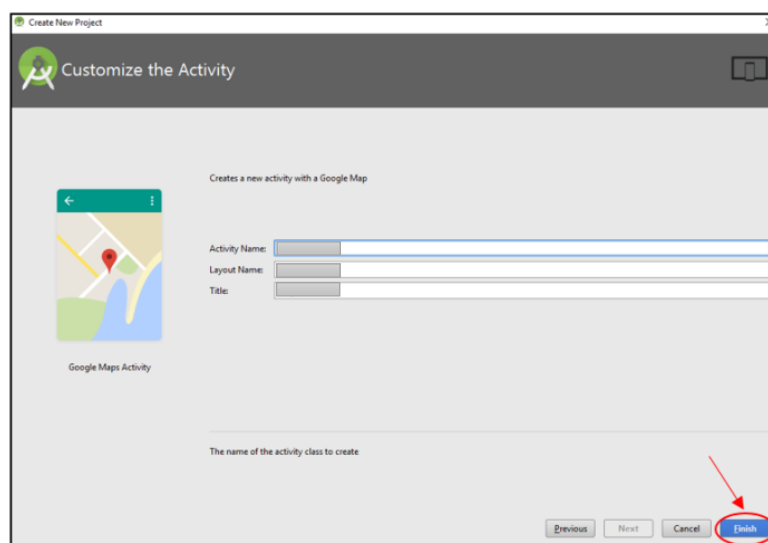 Create New Project
Customize the Activity
Creates a new activity with a Google Map
Activity Name:
Layout Name:
Title:
Google Maps Activity
The name of the activity class to create
Previous Next Cancel Finish